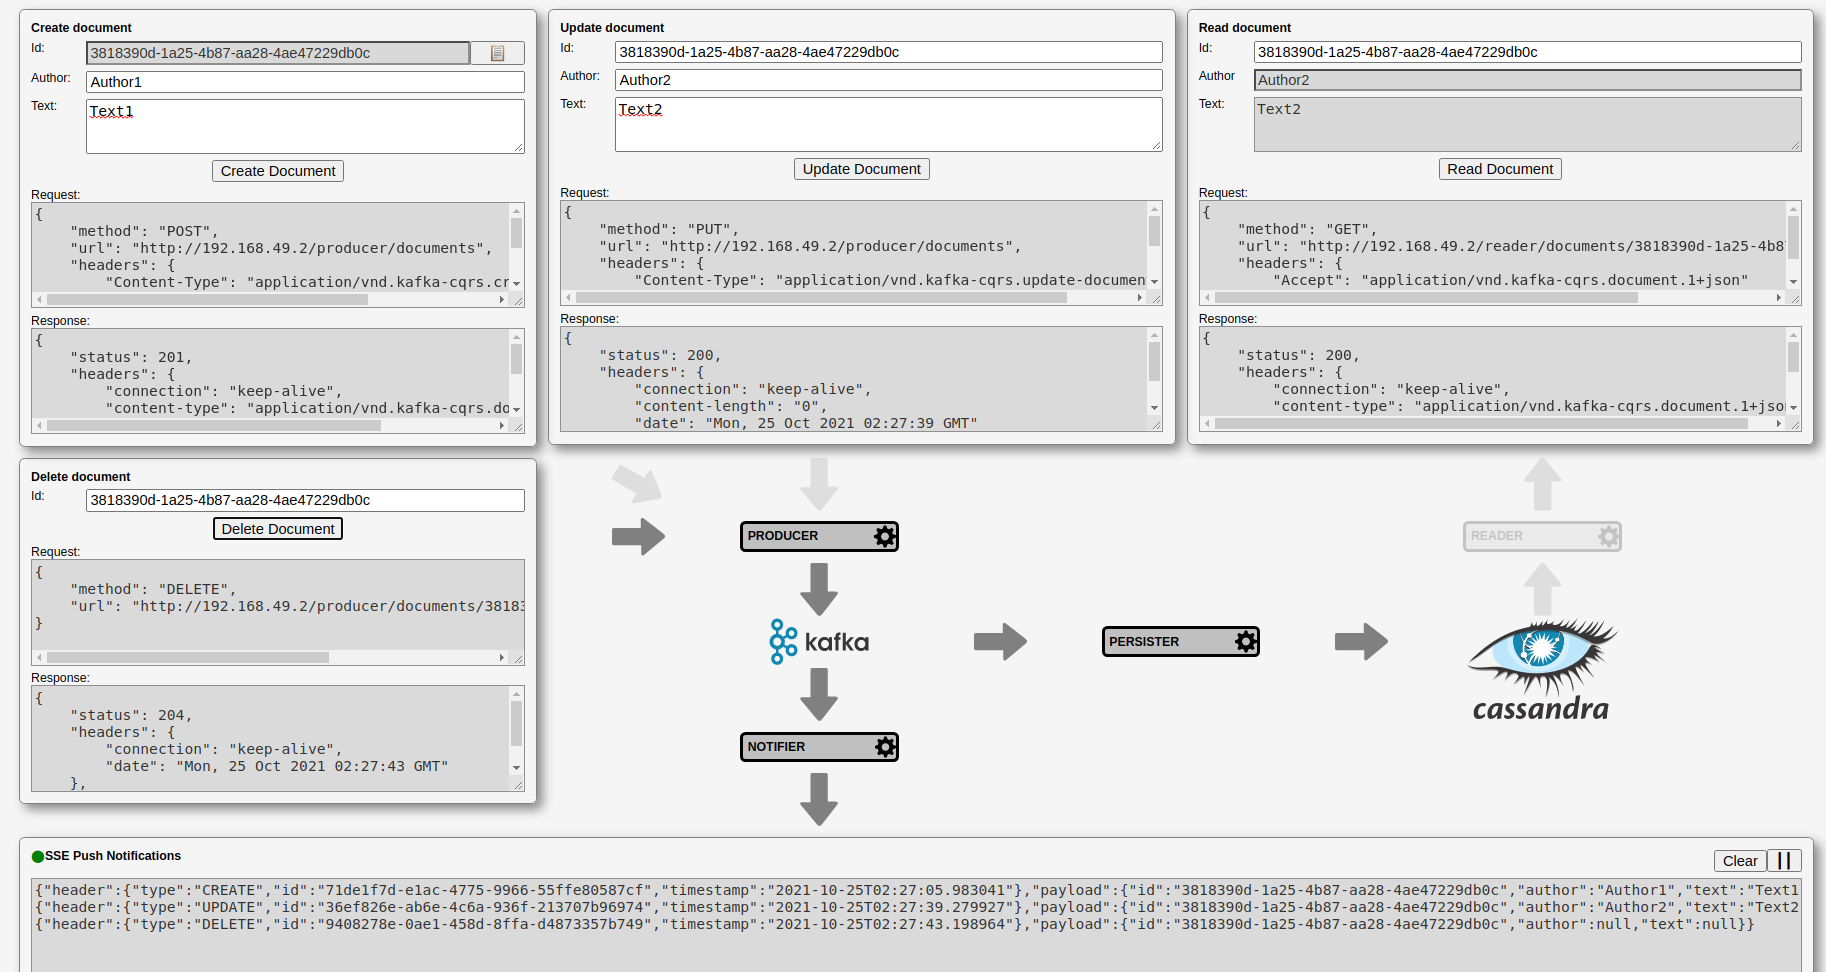 Create document
Id:
3818390d-1a25-4b87-aa28-4ae47229db0c
Author:
Author1
Text:
Text1
Create Document
Request:
{
"method": "POST",
"url": "http://192.168.49.2/producer/documents",
"headers": {
"Content-Type": "application/vnd.kafka-cqrs.cr
Response:
{
"status": 201,
"headers": {
"connection": "keep-alive",
"content-type": "application/vnd.kafka-cqrs.do
Update document
Id:
3818390d-1a25-4b87-aa28-4ae47229db0c
Author:
Author2
Text:
Text2
Update Document
Request:
{
"method": "PUT",
"url": "http://192.168.49.2/producer/documents",
"headers": {
"Content-Type": "application/vnd.kafka-cqrs.update-documen
Response:
{
"status": 200,
"headers": {
"connection": "keep-alive",
"content-length": "0",
"date": "Mon, 25 Oct 2021 02:27:39 GMT"
Read document
Id:
3818390d-1a25-4b87-aa28-4ae47229db0c
Author
Author2
Text:
Text2
Read Document
Request:
{
"method": "GET",
"url": "http://192.168.49.2/reader/documents/3818390d-1a25-4b8
"headers": {
"Accept": "application/vnd.kafka-cqrs.document.1+json"
Response:
{
"status": 200,
"headers": {
"connection": "keep-alive",
"content-type": "application/vnd.kafka-cqrs.document.1+jso
Delete document
Id:
3818390d-1a25-4b87-aa28-4ae47229db0c
Delete Document
Request:
{
"method": "DELETE",
"url": "http://192.168.49.2/producer/documents/38183
}
Response:
{
"status": 204,
"headers": {
"connection": "keep-alive",
"date": "Mon, 25 Oct 2021 02:27:43 GMT"
},
PRODUCER
READER
kafka
PERSISTER
cassandra
NOTIFIER
SSE Push Notifications
Clear
{"header":{"type":"CREATE","id":"71de1f7d-e1ac-4775-9966-55ffe80587cf","timestamp":"2021-10-25T02:27:05.983041"},"payload":{"id":"3818390d-1a25-4b87-aa28-4ae47229db0c","author":"Author1","text":"Text1
{"header":{"type":"UPDATE","id":"36ef826e-ab6e-4c6a-936f-213707b96974","timestamp":"2021-10-25T02:27:39.279927"},"payload":{"id":"3818390d-1a25-4b87-aa28-4ae47229db0c","author":"Author2","text":"Text2
{"header":{"type":"DELETE","id":"9408278e-0ae1-458d-8ffa-d4873357b749","timestamp":"2021-10-25T02:27:43.198964"},"payload":{"id":"3818390d-1a25-4b87-aa28-4ae47229db0c","author":null,"text":null}}